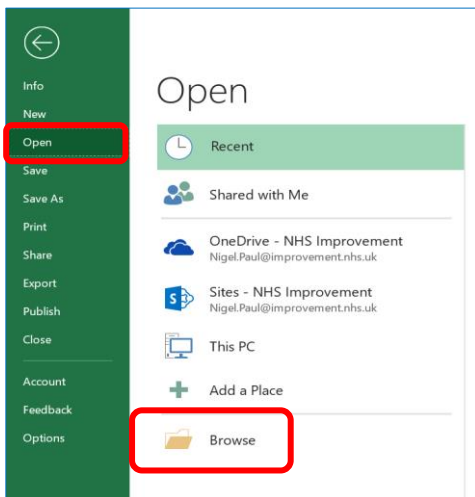 Info
New
Open
Save
Save As
Print
Share
Export
Publish
Close
Account
Feedback
Options
Open
Recent
Shared with Me
OneDrive - NHS Improvement
Nigel.Paul@improvement.nhs.uk
Sites - NHS Improvement
Nigel.Paul@improvement.nhs.uk
This PC
Add a Place
Browse